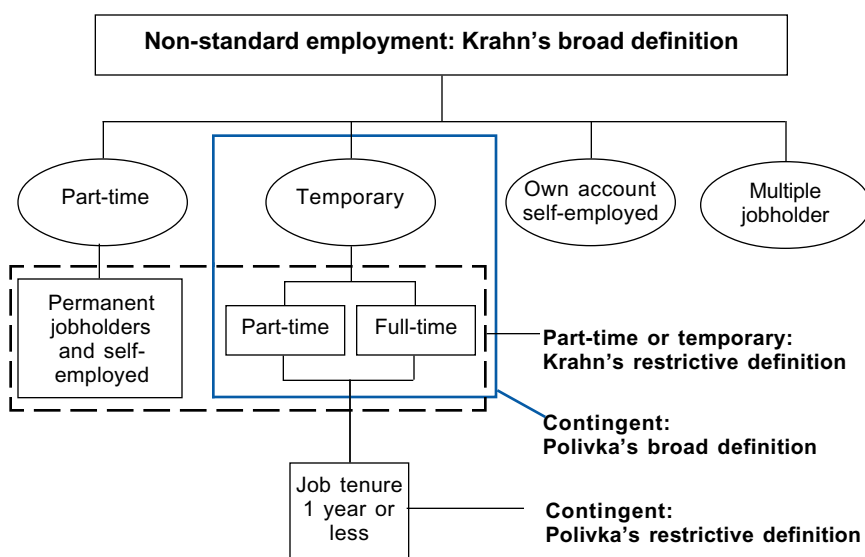 Non-standard employment: Krahn's broad definition
Part-time
Temporary
Own account
self-employed
Multiple
jobholder
Permanent
jobholders
and self-
employed
Part-time
Full-time
Part-time or temporary:
Krahn's restrictive definition
Contingent:
Polivka's broad definition
Job tenure
1 year or
less
Contingent:
Polivka's restrictive definition